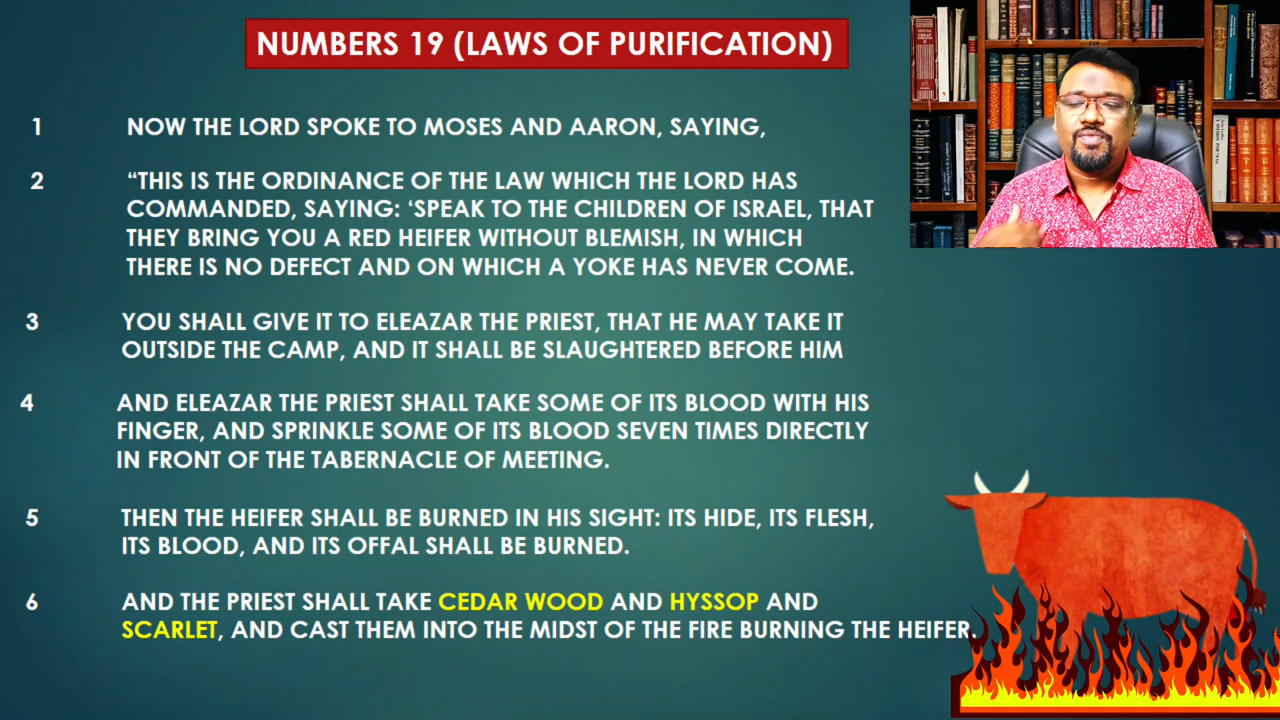 NUMBERS 19 (LAWS OF PURIFICATION)
1 NOW THE LORD SPOKE TO MOSES AND AARON, SAYING,
2 “THIS IS THE ORDINANCE OF THE LAW WHICH THE LORD HAS
COMMANDED, SAYING: ‘SPEAK TO THE CHILDREN OF ISRAEL, THAT
THEY BRING YOU A RED HEIFER WITHOUT BLEMISH, IN WHICH
THERE IS NO DEFECT AND ON WHICH A YOKE HAS NEVER COME.
3 YOU SHALL GIVE IT TO ELEAZAR THE PRIEST, THAT HE MAY TAKE IT
OUTSIDE THE CAMP, AND IT SHALL BE SLAUGHTERED BEFORE HIM
4 AND ELEAZAR THE PRIEST SHALL TAKE SOME OF ITS BLOOD WITH HIS
FINGER, AND SPRINKLE SOME OF ITS BLOOD SEVEN TIMES DIRECTLY
IN FRONT OF THE TABERNACLE OF MEETING.
5 THEN THE HEIFER SHALL BE BURNED IN HIS SIGHT: ITS HIDE, ITS FLESH,
ITS BLOOD, AND ITS OFFAL SHALL BE BURNED.
6 AND THE PRIEST SHALL TAKE CEDAR WOOD AND HYSSOP AND
SCARLET, AND CAST THEM INTO THE MIDST OF THE FIRE BURNING THE HEIFER.